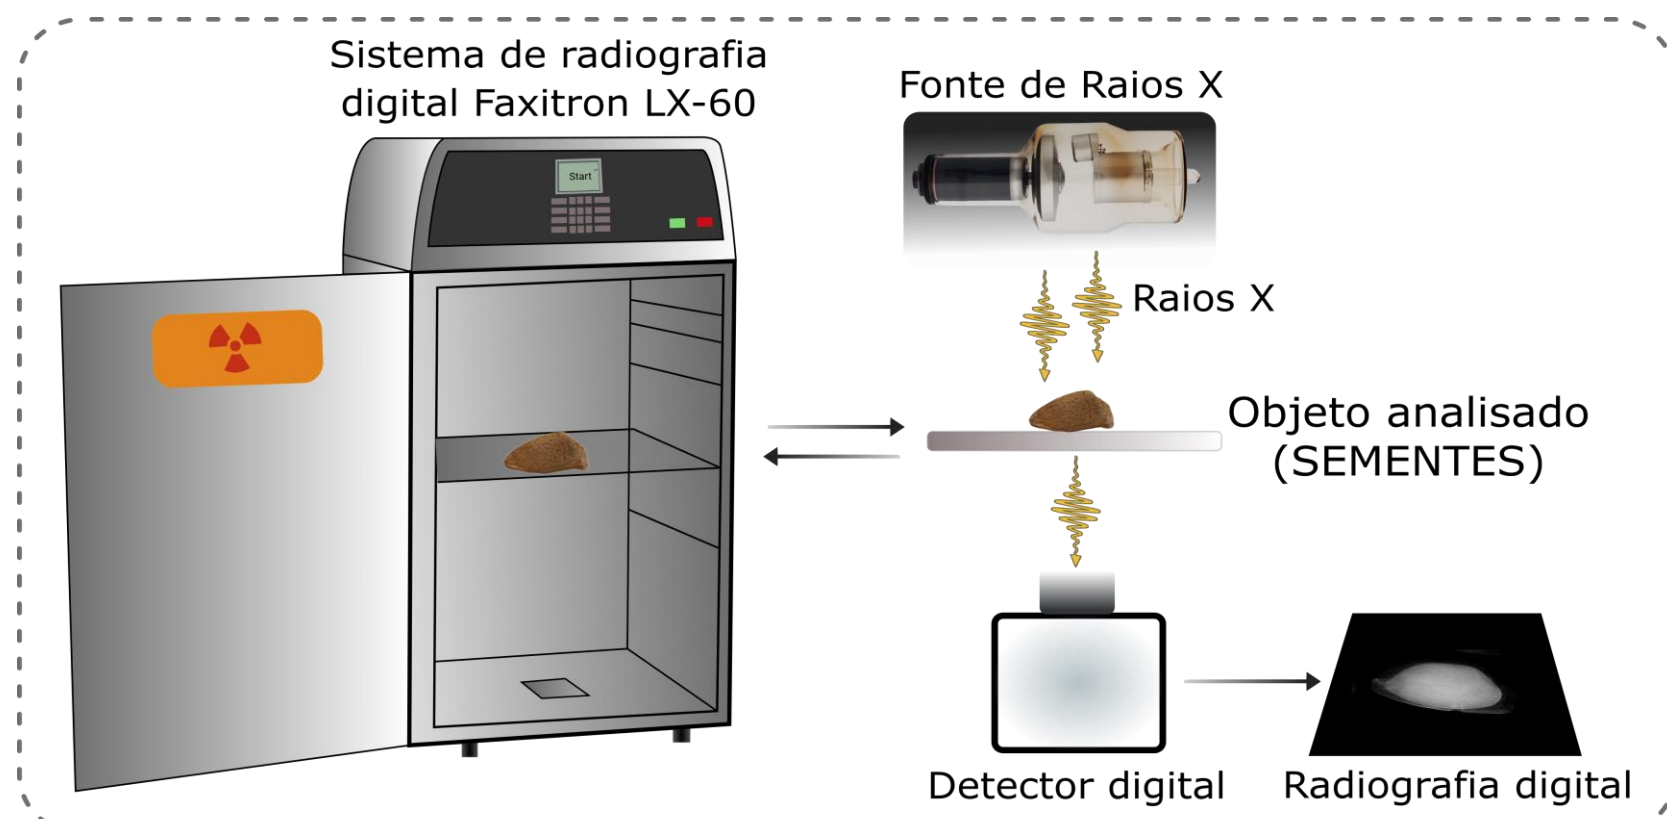 Sistema de radiografia
digital Faxitron LX-60
Start
Fonte de Raios X
Raios X
Objeto analisado
(SEMENTES)
Detector digital
Radiografia digital